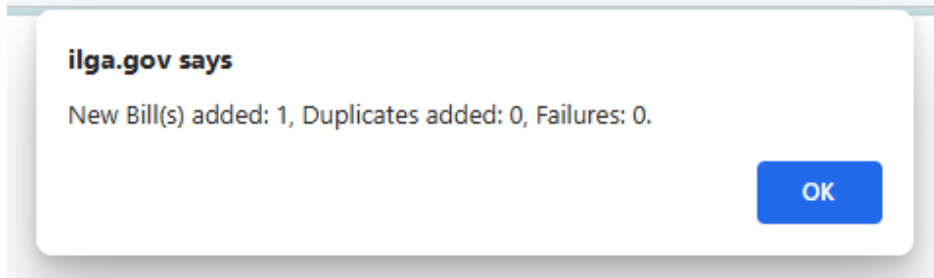 ilga.gov says
New Bill(s) added: 1, Duplicates added: 0, Failures: 0.
OK